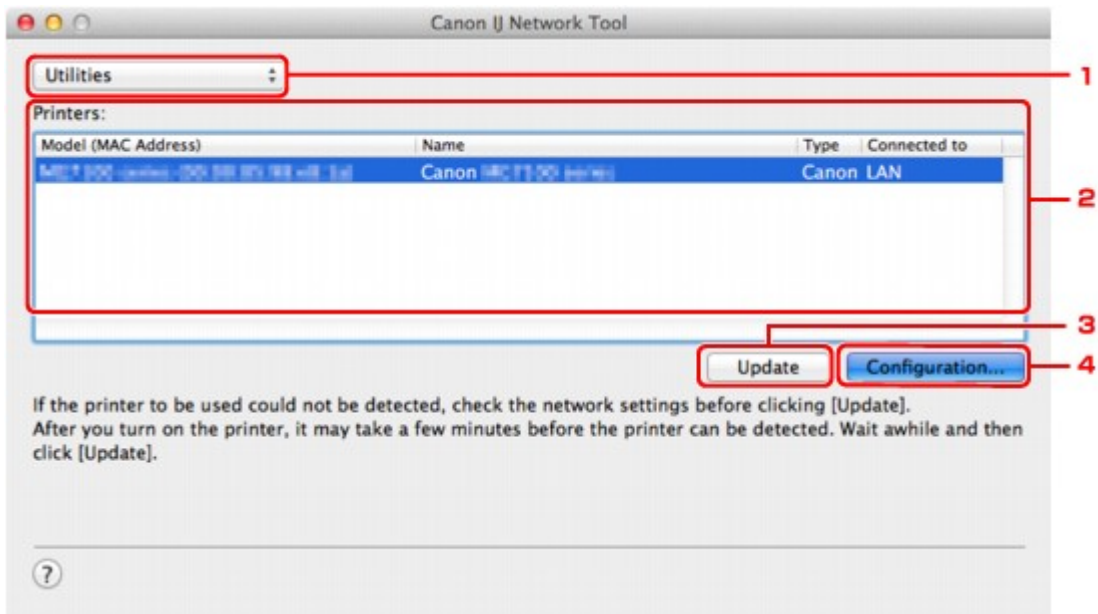 Canon IJ Network Tool
Utilities
1
Printers:
Model (MAC Address) Name Type Connected to
Canon Canon LAN
2
3
Update Configuration...
4
If the printer to be used could not be detected, check the network settings before clicking [Update].
After you turn on the printer, it may take a few minutes before the printer can be detected. Wait awhile and then
click [Update].
?